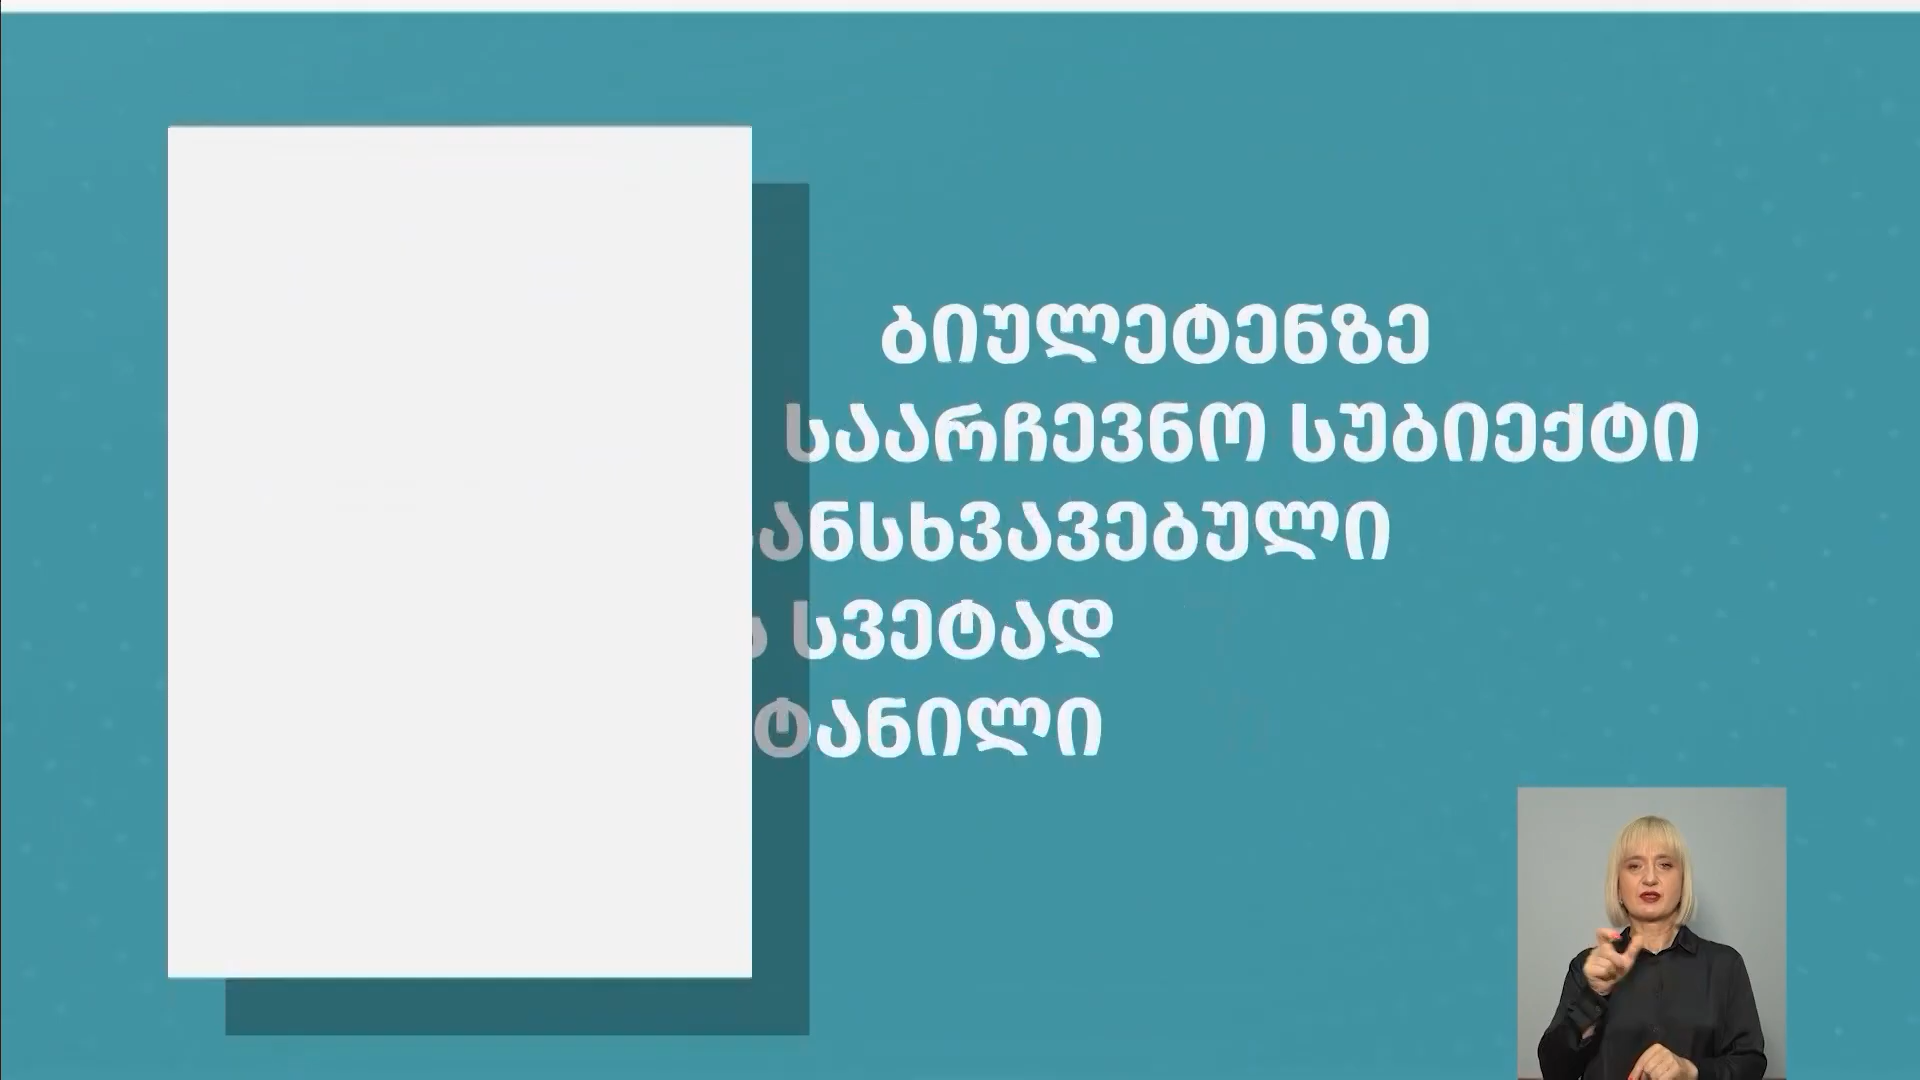 ბიულეტენზე
საარჩევნო სუბიექტი
ანსხვავებული
სვეტად
ტანილი